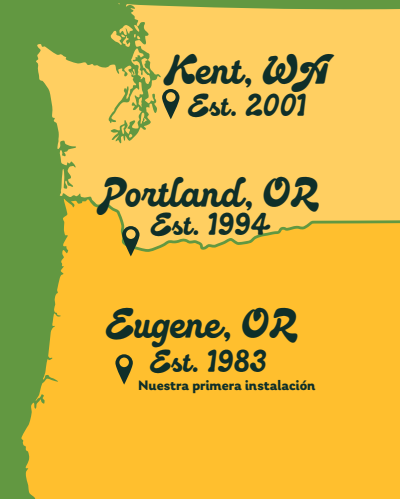 Kent, WA
Est. 2001
Portland, OR
Est. 1994
Eugene, OR
Est. 1983
Nuestra primera instalación